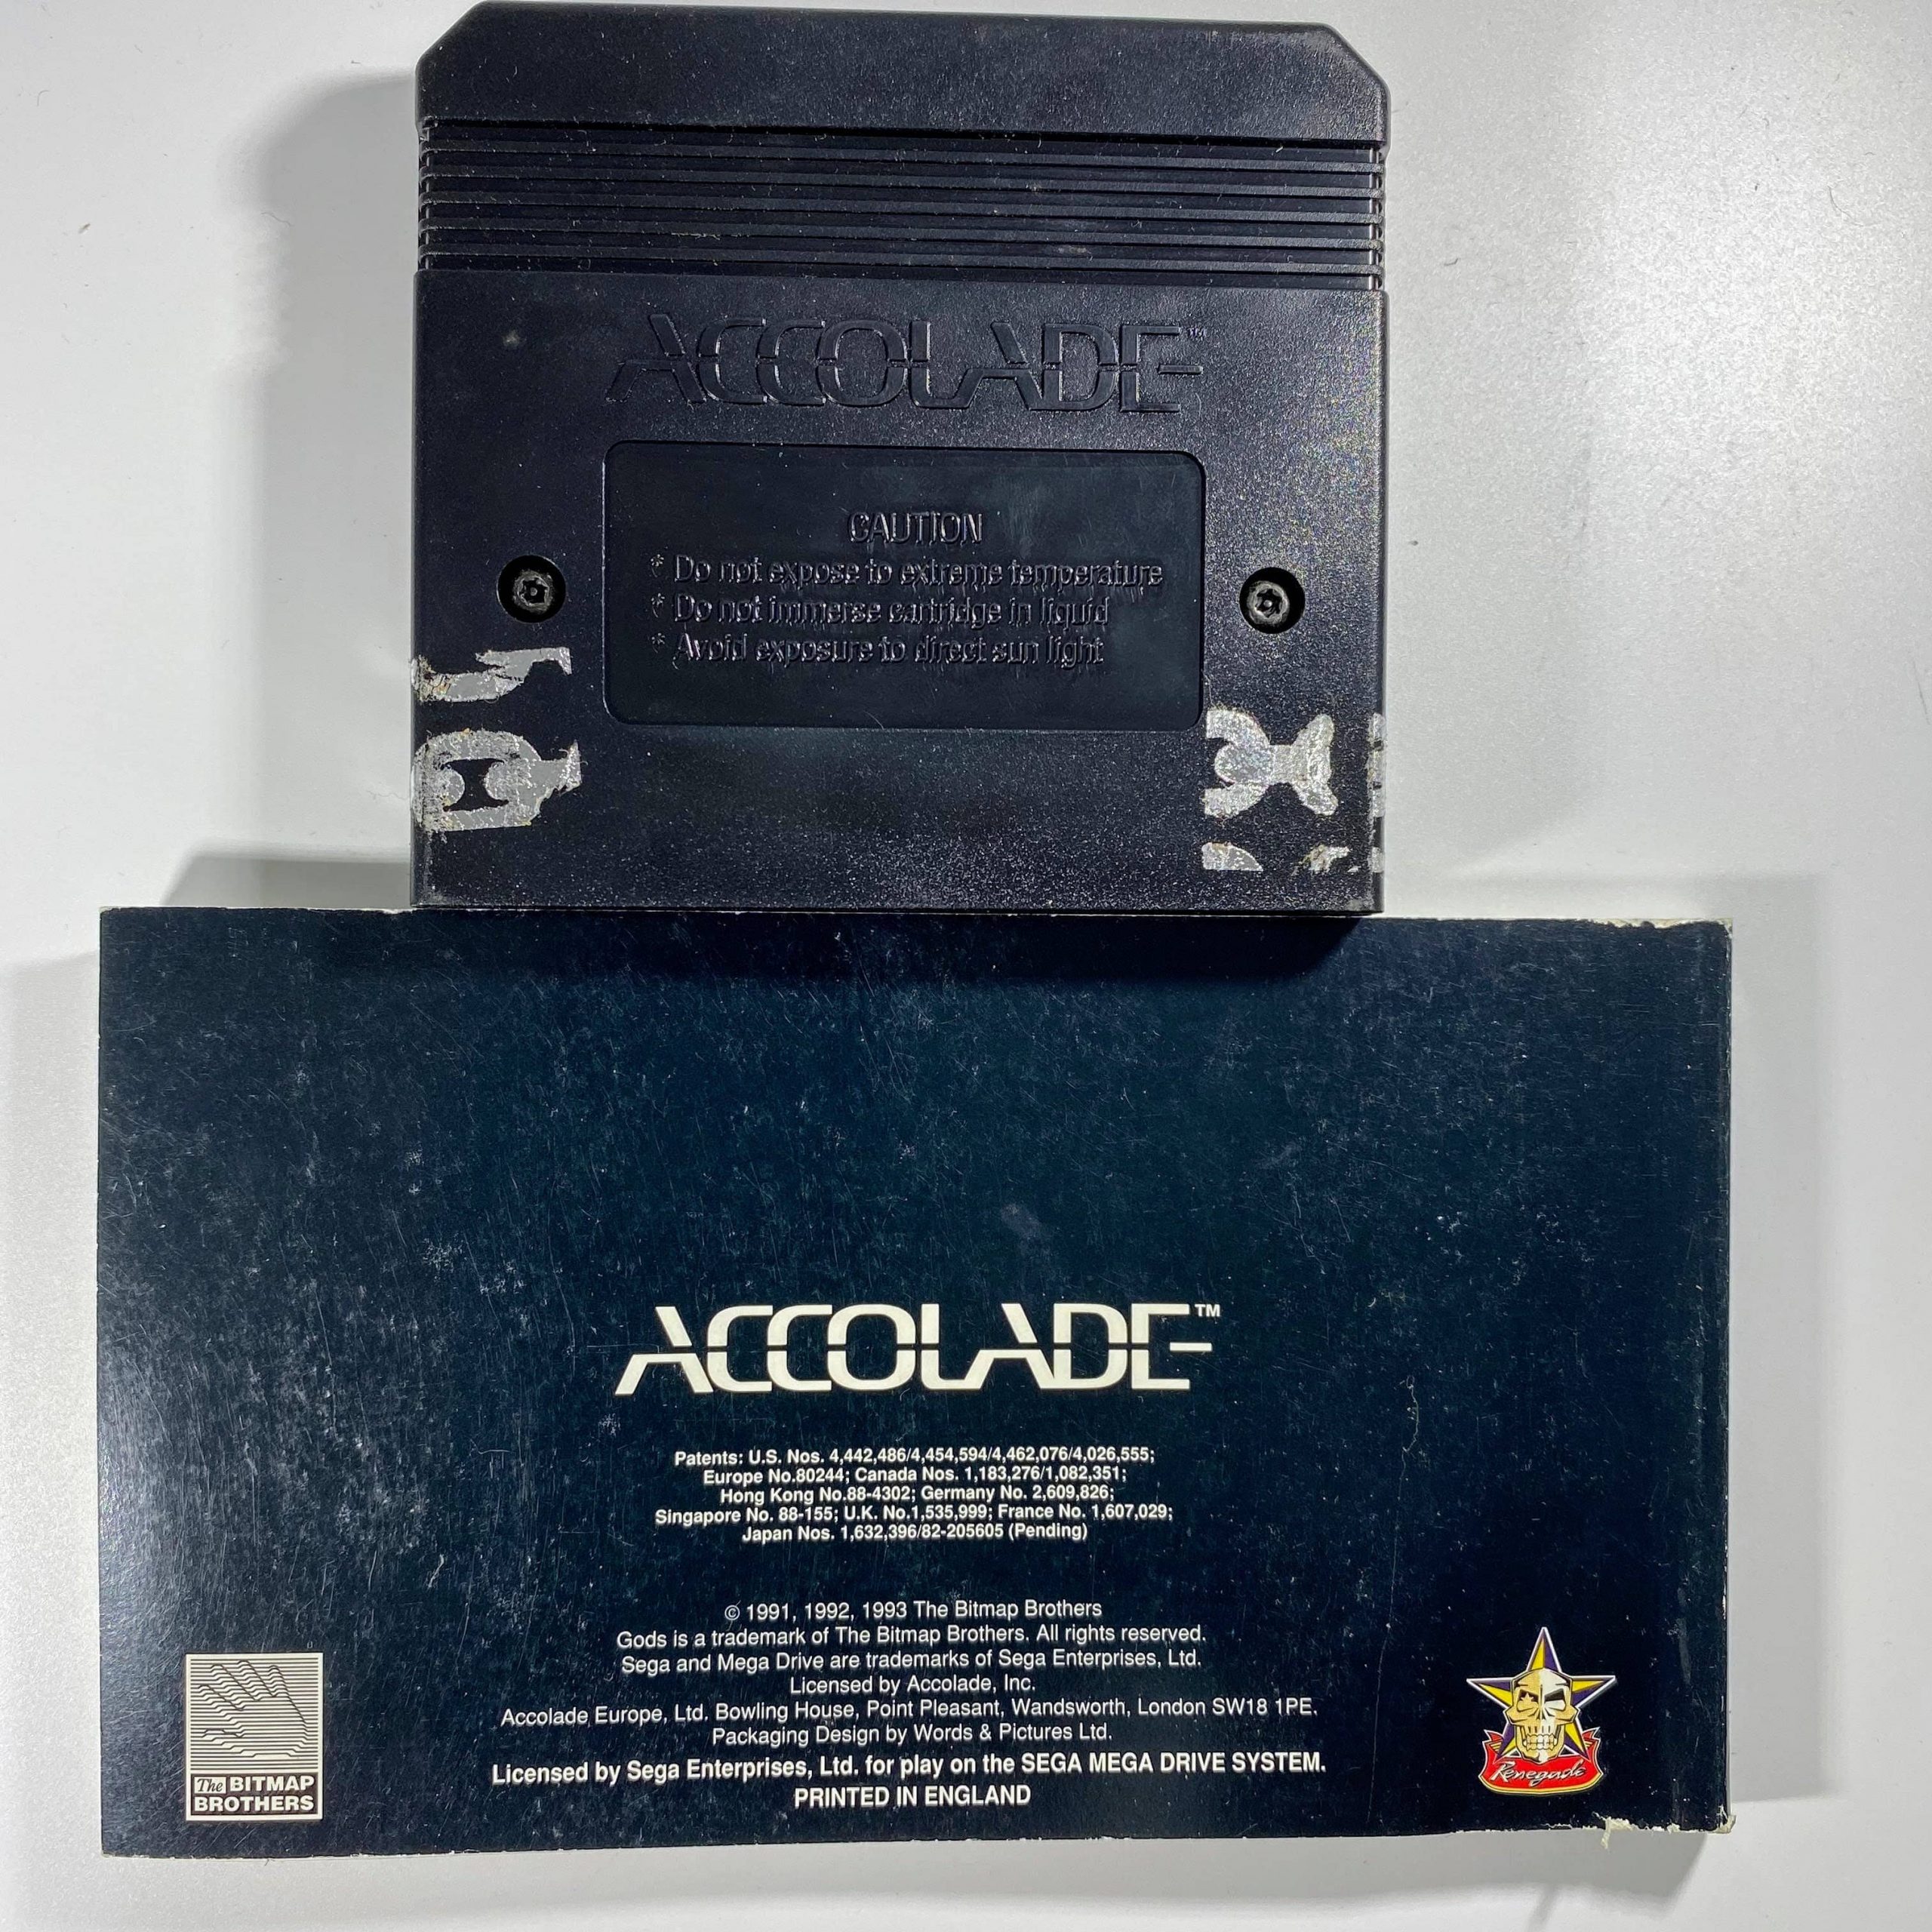 ACCOLADE™
CAUTION
* Do not expose to extreme temperature
* Do not immerse cartridge in liquid
* Avoid exposure to direct sun light
ACCOLADE™
Patents: U.S. Nos. 4,442,486/4,454,594/4,462,076/4,026,555;
Europe No.80244; Canada Nos. 1,183,276/1,082,351;
Hong Kong No.88-4302; Germany No. 2,609,826;
Singapore No. 88-155; U.K. No.1,535,999; France No. 1,607,029;
Japan Nos. 1,632,396/82-205605 (Pending)
© 1991, 1992, 1993 The Bitmap Brothers
Gods is a trademark of The Bitmap Brothers. All rights reserved.
Sega and Mega Drive are trademarks of Sega Enterprises, Ltd.
Licensed by Accolade, Inc.
Accolade Europe, Ltd. Bowling House, Point Pleasant, Wandsworth, London SW18 1PE.
Packaging Design by Words & Pictures Ltd.
Licensed by Sega Enterprises, Ltd. for play on the SEGA MEGA DRIVE SYSTEM.
PRINTED IN ENGLAND
The BITMAP
BROTHERS
Renegade